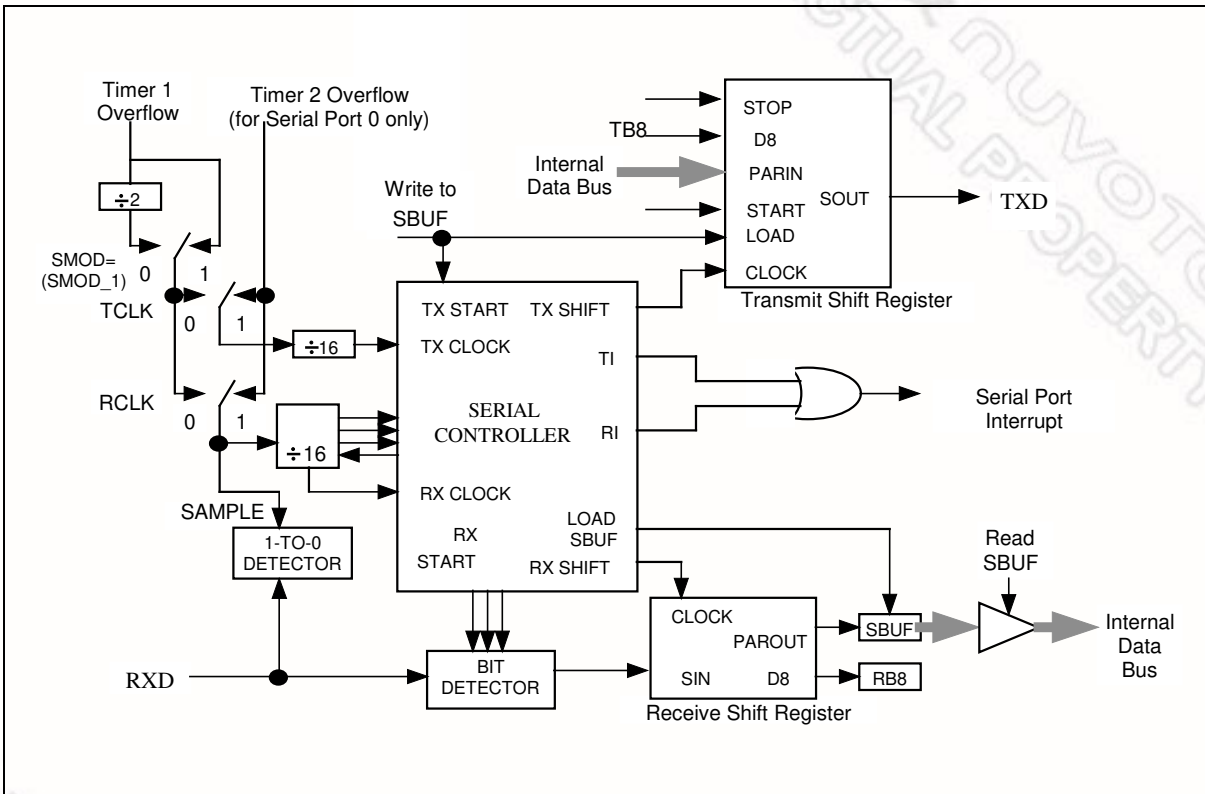 Timer 1
Overflow
Timer 2 Overflow
(for Serial Port 0 only)
÷2
SMOD=
(SMOD_1)
0
1
TCLK
0
1
÷16
RCLK
0
1
÷16
SAMPLE
1-TO-0
DETECTOR
RXD
Write to
SBUF
TX START
TX SHIFT
TX CLOCK
TI
SERIAL
CONTROLLER
RI
RX CLOCK
LOAD
SBUF
RX
START
RX SHIFT
BIT
DETECTOR
TB8
Internal
Data Bus
STOP
D8
PARIN
START
LOAD
CLOCK
SOUT
TXD
Transmit Shift Register
Serial Port
Interrupt
CLOCK
PAROUT
SIN
D8
Receive Shift Register
SBUF
RB8
Read
SBUF
Internal
Data
Bus
NUVOTO
CTUAL PROPERTY